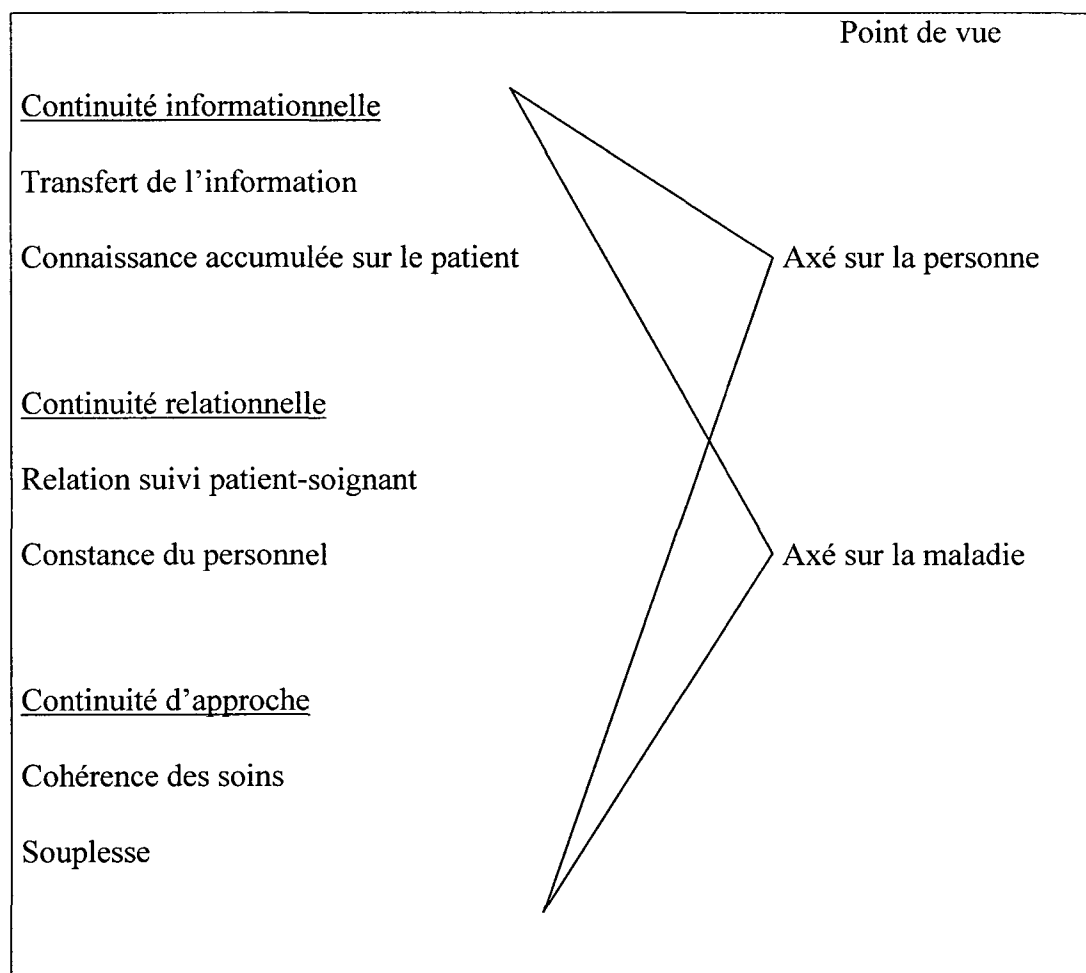 Point de vue
Continuité informationnelle
Transfert de l'information
Connaissance accumulée sur le patient
Axé sur la personne
Continuité relationnelle
Relation suivi patient-soignant
Constance du personnel
Axé sur la maladie
Continuité d'approche
Cohérence des soins
Souplesse